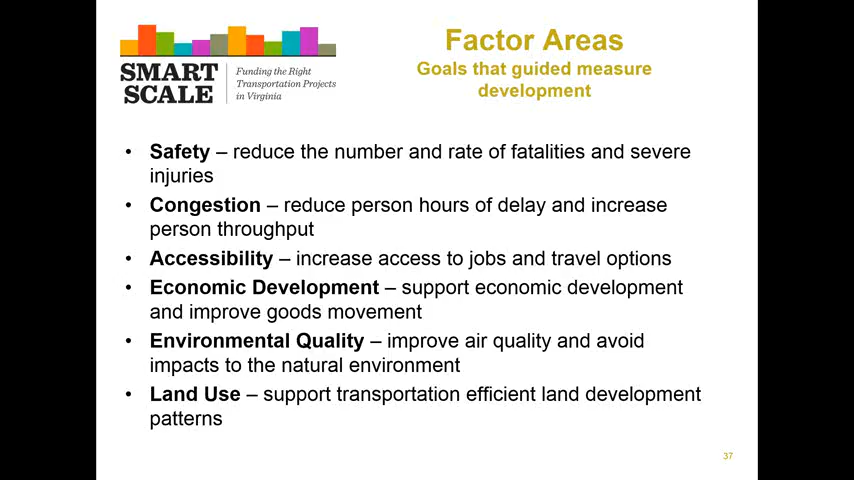 SMART
SCALE
Funding the Right
Transportation Projects
in Virginia
Factor Areas
Goals that guided measure
development
• Safety – reduce the number and rate of fatalities and severe
injuries
• Congestion – reduce person hours of delay and increase
person throughput
• Accessibility – increase access to jobs and travel options
• Economic Development – support economic development
and improve goods movement
• Environmental Quality – improve air quality and avoid
impacts to the natural environment
• Land Use – support transportation efficient land development
patterns
37